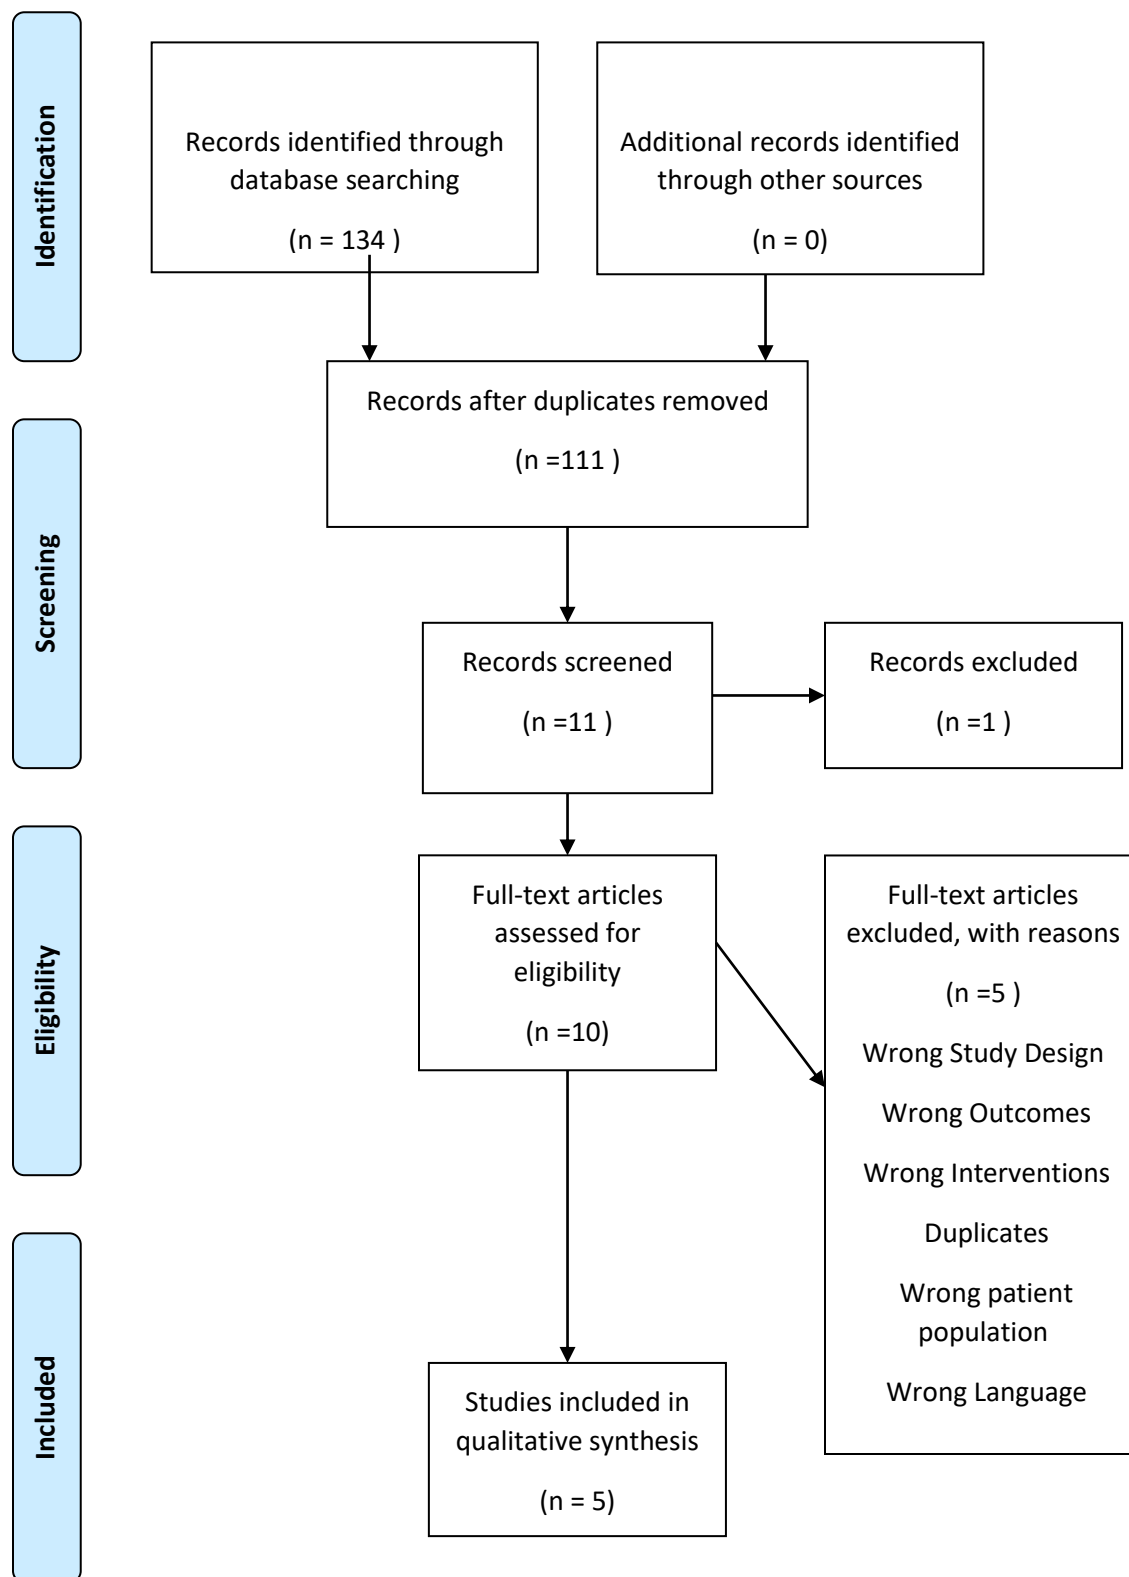 Identification
Records identified through
database searching
(n = 134 )
Additional records identified
through other sources
(n = 0)
Records after duplicates removed
(n =111 )
Screening
Records screened
(n =11 )
Records excluded
(n =1 )
Eligibility
Full-text articles
assessed for
eligibility
(n =10)
Full-text articles
excluded, with reasons
(n =5 )
Wrong Study Design
Wrong Outcomes
Wrong Interventions
Duplicates
Wrong patient
population
Wrong Language
Included
Studies included in
qualitative synthesis
(n = 5)